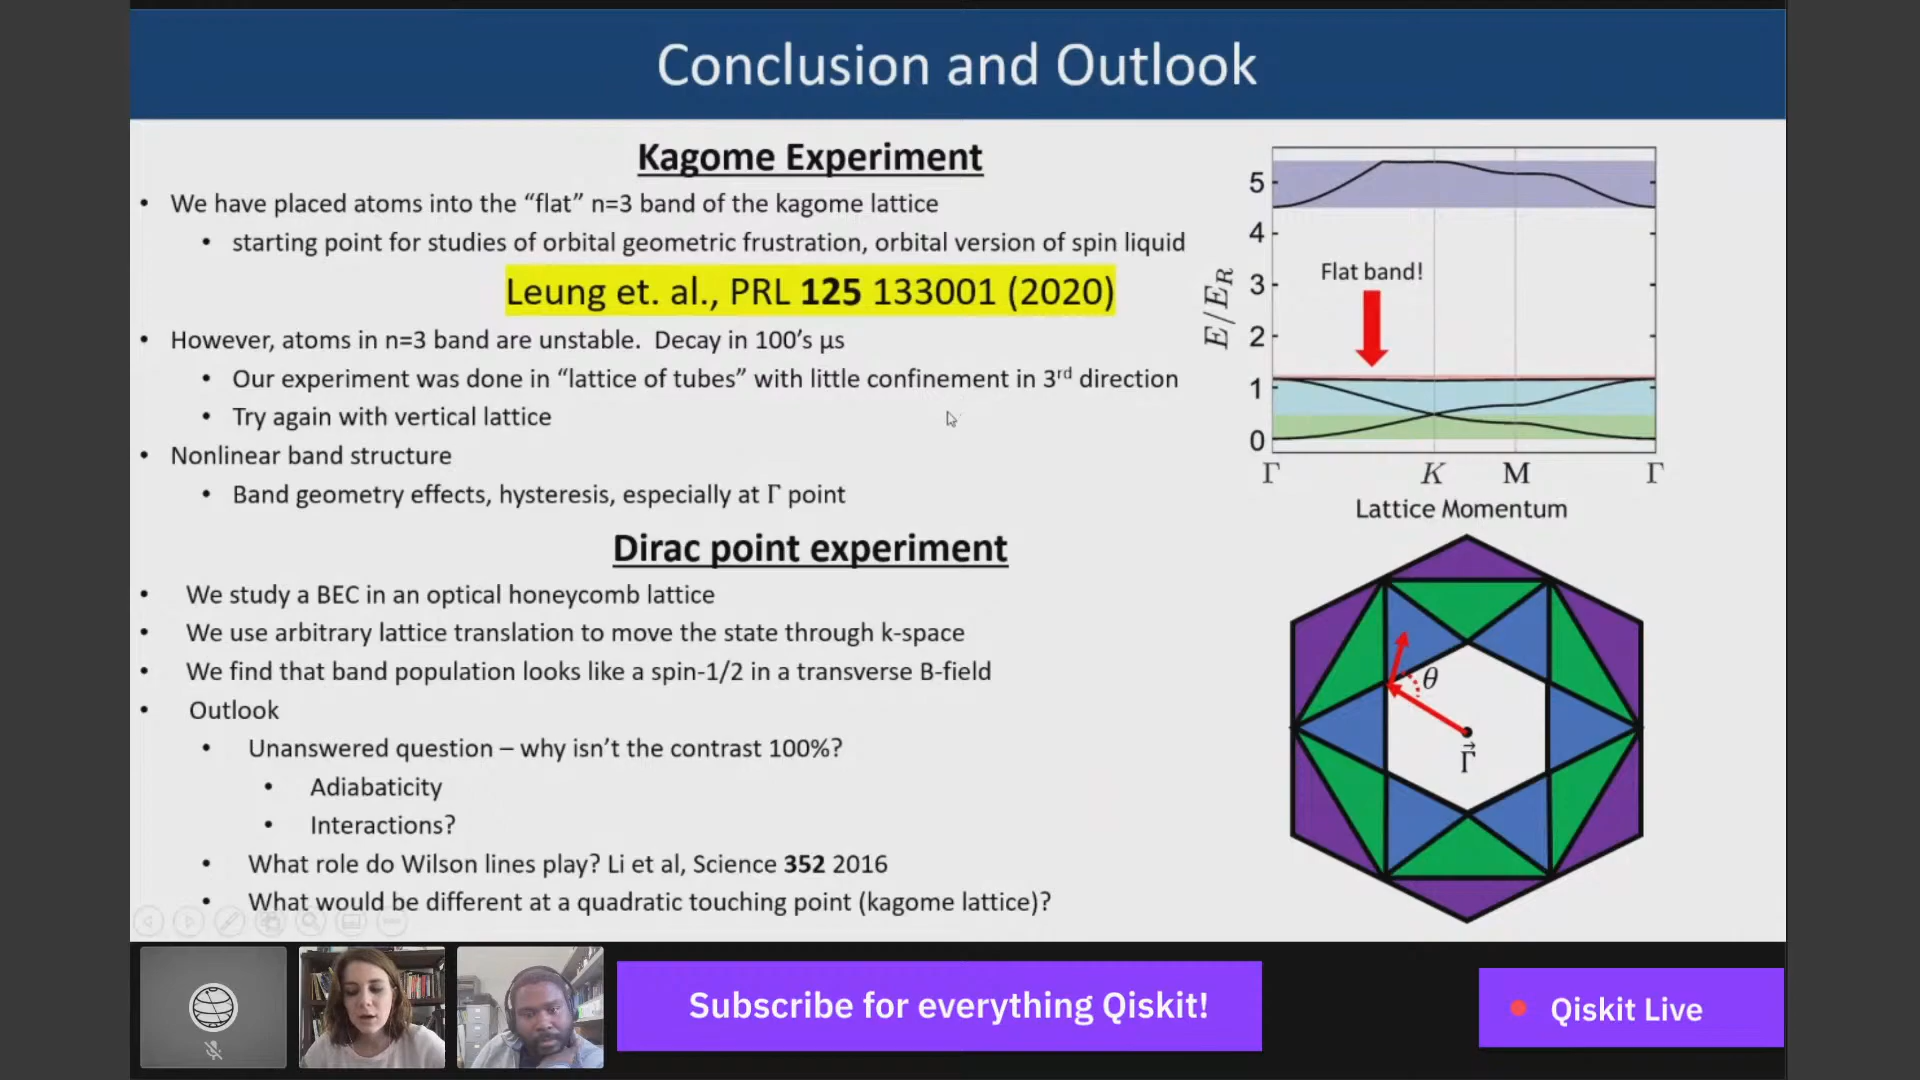 Conclusion and Outlook
Kagome Experiment
• We have placed atoms into the “flat” n=3 band of the kagome lattice
• starting point for studies of orbital geometric frustration, orbital version of spin liquid
Leung et. al., PRL 125 133001 (2020)
• However, atoms in n=3 band are unstable. Decay in 100’s µs
• Our experiment was done in “lattice of tubes” with little confinement in 3rd direction
• Try again with vertical lattice
• Nonlinear band structure
• Band geometry effects, hysteresis, especially at Γ point
Dirac point experiment
• We study a BEC in an optical honeycomb lattice
• We use arbitrary lattice translation to move the state through k-space
• We find that band population looks like a spin-1/2 in a transverse B-field
• Outlook
• Unanswered question – why isn’t the contrast 100%?
• Adiabaticity
• Interactions?
• What role do Wilson lines play? Li et al, Science 352 2016
• What would be different at a quadratic touching point (kagome lattice)?
E/E_R
5
4
3
2
1
0
Flat band!
Γ K M Γ
Lattice Momentum
θ
Γ⃗
Subscribe for everything Qiskit!
Qiskit Live